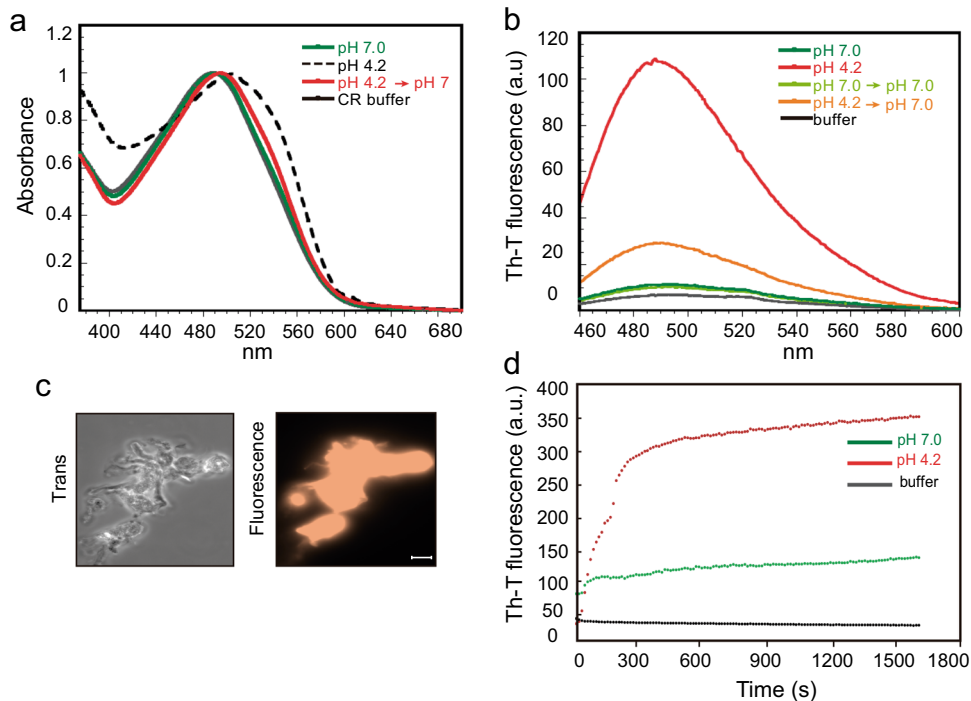 a
Absorbance
1.2
1.0
0.8
0.6
0.4
0.2
0
400
440
480
520
560
600
640
680
nm
pH 7.0
pH 4.2
pH 4.2 → pH 7
CR buffer
b
Th-T fluorescence (a.u)
120
100
80
60
40
20
0
460
480
500
520
540
560
580
600
nm
pH 7.0
pH 4.2
pH 7.0 → pH 7.0
pH 4.2 → pH 7.0
buffer
c
Trans
Fluorescence
d
Th-T fluorescence (a.u.)
400
350
300
250
200
150
100
50
0
0
300
600
900
1200
1500
1800
Time (s)
pH 7.0
pH 4.2
buffer